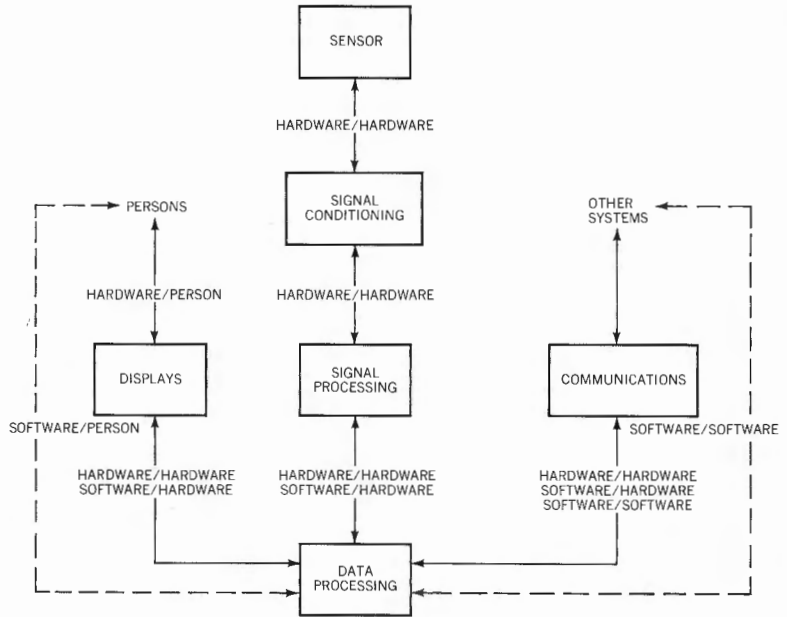 SENSOR
HARDWARE/HARDWARE
SIGNAL
CONDITIONING
PERSONS
OTHER
SYSTEMS
HARDWARE/PERSON
HARDWARE/HARDWARE
DISPLAYS
SIGNAL
PROCESSING
COMMUNICATIONS
SOFTWARE/PERSON
SOFTWARE/SOFTWARE
HARDWARE/HARDWARE
SOFTWARE/HARDWARE
HARDWARE/HARDWARE
SOFTWARE/HARDWARE
HARDWARE/HARDWARE
SOFTWARE/HARDWARE
SOFTWARE/SOFTWARE
DATA
PROCESSING